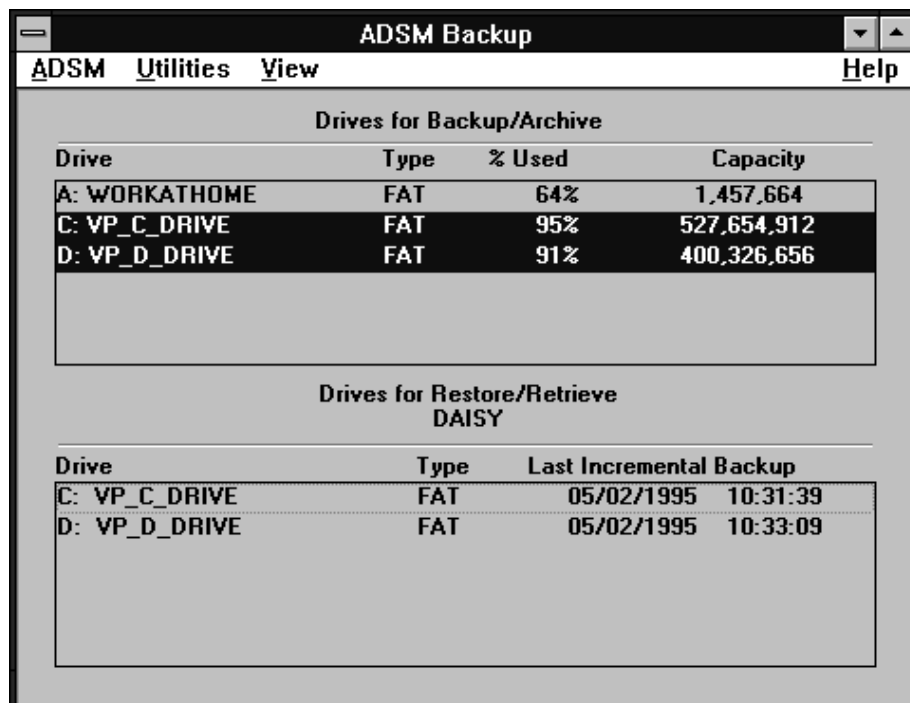 ADSM Backup
ADSM Utilities View Help
Drives for Backup/Archive
Drive Type % Used Capacity
A: WORKATHOME FAT 64% 1,457,664
C: VP_C_DRIVE FAT 95% 527,654,912
D: VP_D_DRIVE FAT 91% 400,326,656
Drives for Restore/Retrieve
DAISY
Drive Type Last Incremental Backup
C: VP_C_DRIVE FAT 05/02/1995 10:31:39
D: VP_D_DRIVE FAT 05/02/1995 10:33:09